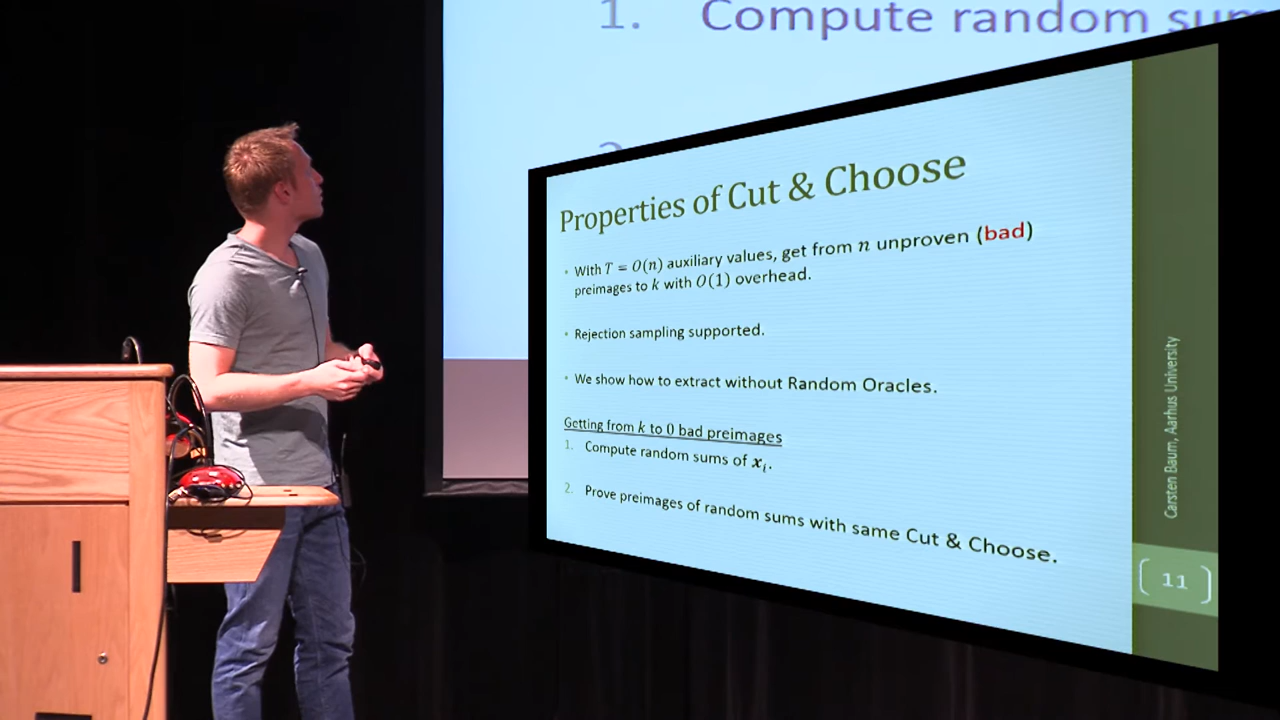 1. Compute random sum
Properties of Cut & Choose
• With T = O(n) auxiliary values, get from n unproven (bad)
preimages to k with O(1) overhead.
• Rejection sampling supported.
• We show how to extract without Random Oracles.
Getting from k to 0 bad preimages
1. Compute random sums of xᵢ.
2. Prove preimages of random sums with same Cut & Choose.
Carsten Baum, Aarhus University
11